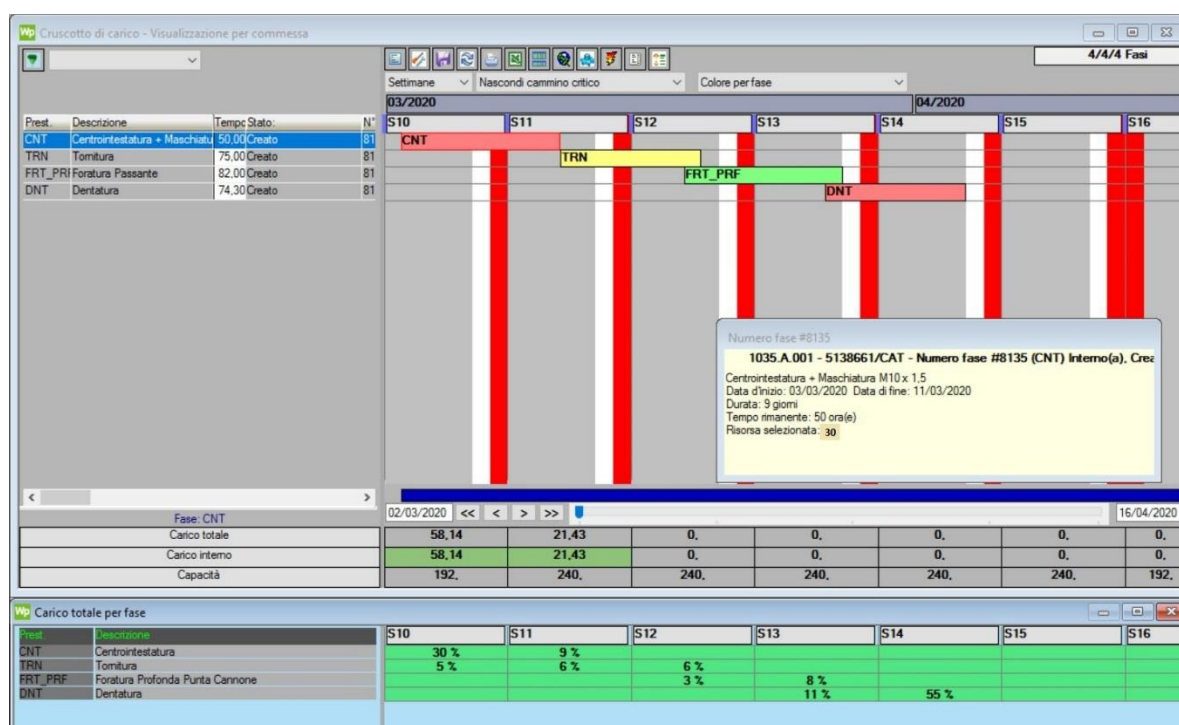 Wp Cruscotto di carico - Visualizzazione per commessa
4/4/4 Fasi
Settimane Nascondi cammino critico Colore per fase
03/2020 04/2020
Prest. Descrizione Tempo Stato: N° S10 S11 S12 S13 S14 S15 S16
CNT Centrointestatura + Maschiatu 50,00 Creato 81 CNT
TRN Tornitura 75,00 Creato 81 TRN
FRT_PRI Foratura Passante 82,00 Creato 81 FRT_PRF
DNT Dentatura 74,30 Creato 81 DNT
Numero fase #8135
1035.A.001 - 5138661/CAT - Numero fase #8135 (CNT) Interno(a), Crea
Centrointestatura + Maschiatura M10 x 1,5
Data d'inizio: 03/03/2020 Data di fine: 11/03/2020
Durata: 9 giorni
Tempo rimanente: 50 ora(e)
Risorsa selezionata: 30
02/03/2020 << < > >> 16/04/2020
Fase: CNT
Carico totale 58,14 21,43 0, 0, 0, 0, 0,
Carico interno 58,14 21,43 0, 0, 0, 0, 0,
Capacità 192, 240, 240, 240, 240, 240, 192,
Wp Carico totale per fase
Prest. Descrizione S10 S11 S12 S13 S14 S15 S16
CNT Centrointestatura 30 % 9 %
TRN Tornitura 5 % 6 % 6 %
FRT_PRF Foratura Profonda Punta Cannone 3 % 8 %
DNT Dentatura 11 % 55 %